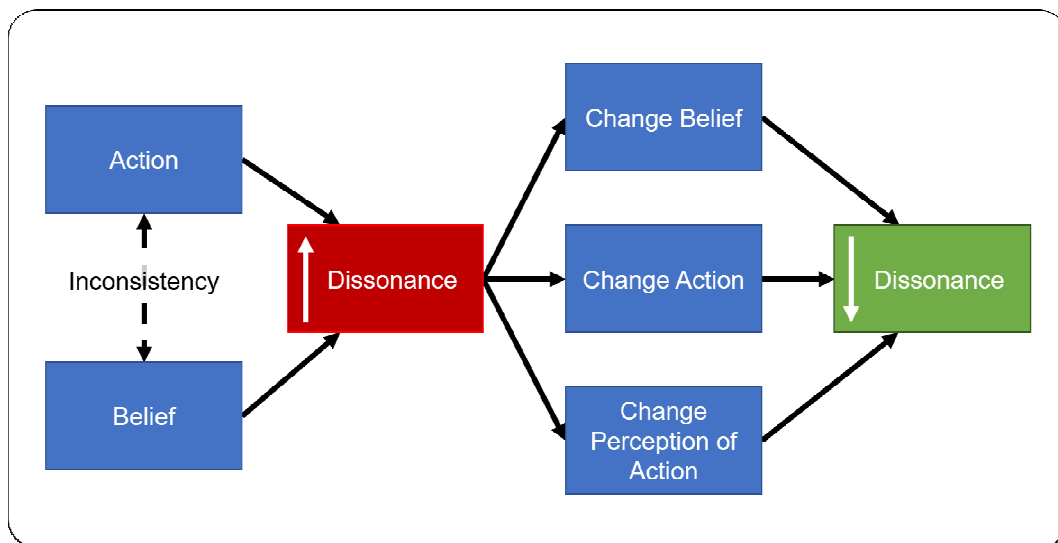 Action
Inconsistency
Belief
Dissonance
Change Belief
Change Action
Change
Perception of
Action
Dissonance